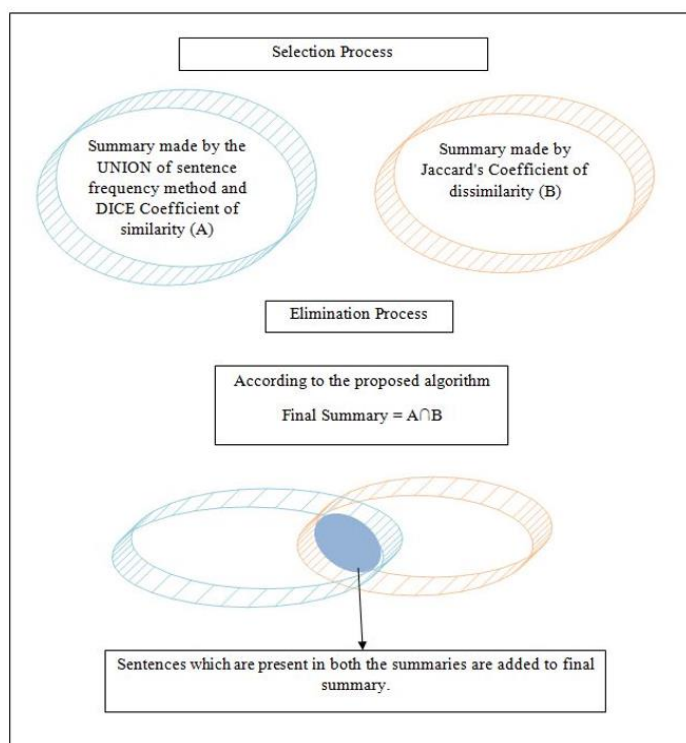 Selection Process
Summary made by the
UNION of sentence
frequency method and
DICE Coefficient of
similarity (A)
Summary made by
Jaccard's Coefficient of
dissimilarity (B)
Elimination Process
According to the proposed algorithm
Final Summary = A∩B
Sentences which are present in both the summaries are added to final
summary.